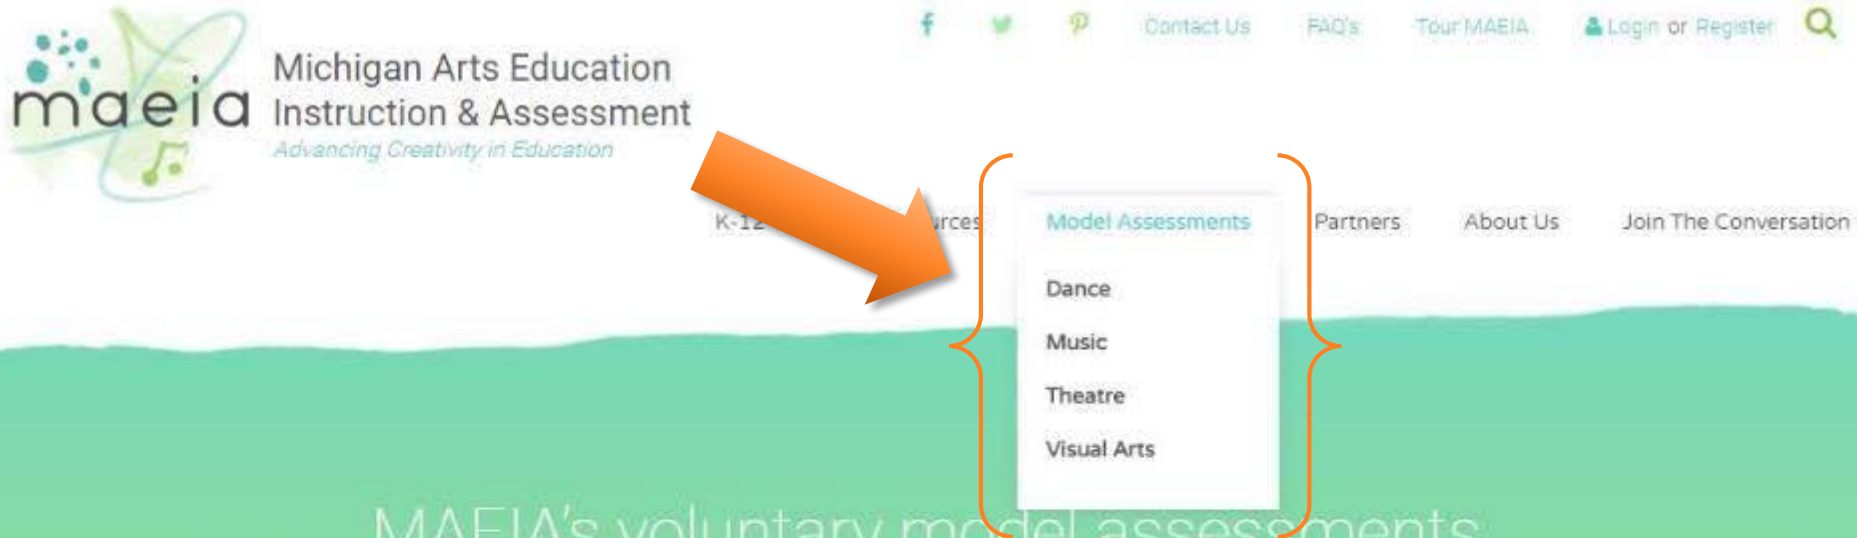 Contact Us FAQ's Tour MAEIA Login or Register
maeia
Michigan Arts Education
Instruction & Assessment
Advancing Creativity in Education
K-12 Model Assessments Partners About Us Join The Conversation
Dance
Music
Theatre
Visual Arts
MAEIA's voluntary model assessments